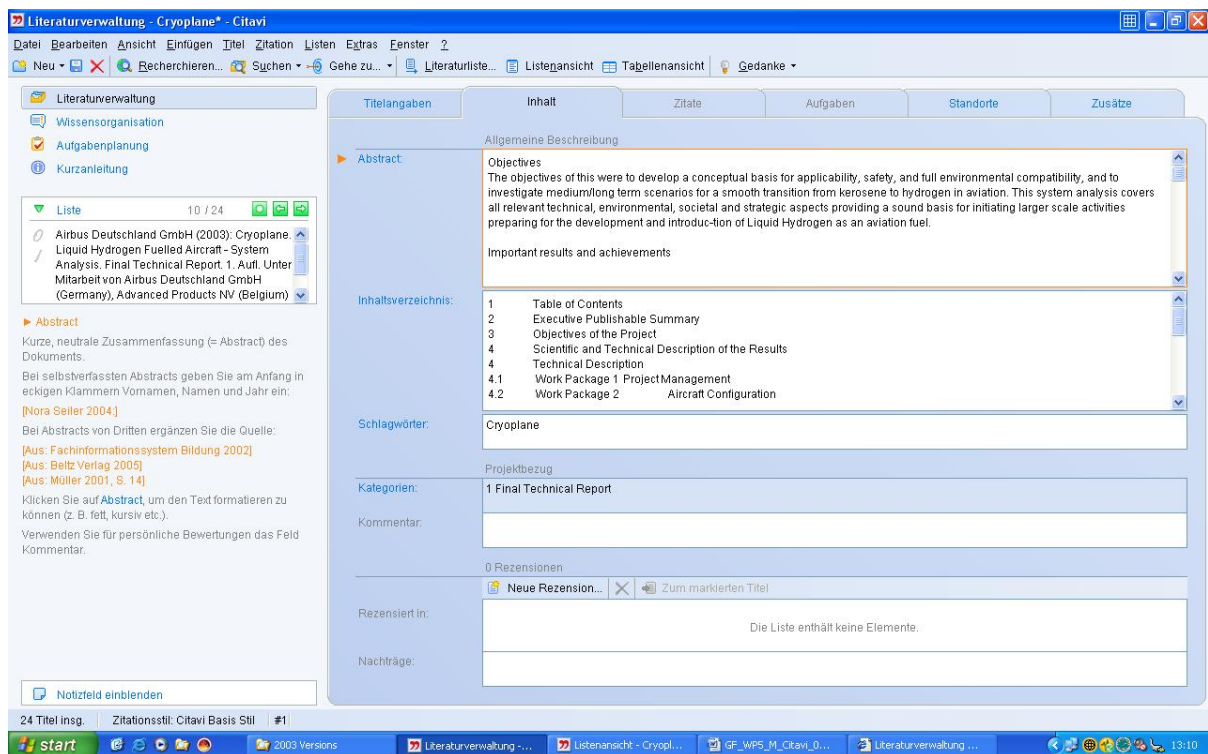 Literaturverwaltung - Cryoplane* - Citavi
Datei Bearbeiten Ansicht Einfügen Titel Zitation Listen Extras Fenster ?
Neu Recherchieren... Suchen Gehe zu... Literaturliste... Listenansicht Tabellenansicht Gedanke
Literaturverwaltung
Wissensorganisation
Aufgabenplanung
Kurzanleitung
Liste 10 / 24
Airbus Deutschland GmbH (2003): Cryoplane.
Liquid Hydrogen Fuelled Aircraft - System
Analysis. Final Technical Report. 1. Aufl. Unter
Mitarbeit von Airbus Deutschland GmbH
(Germany), Advanced Products NV (Belgium)
Abstract
Kurze, neutrale Zusammenfassung (= Abstract) des
Dokuments.
Bei selbstverfassten Abstracts geben Sie am Anfang in
eckigen Klammern Vornamen, Namen und Jahr ein:
[Nora Seiler 2004:]
Bei Abstracts von Dritten ergänzen Sie die Quelle:
[Aus: Fachinformationssystem Bildung 2002]
[Aus: Beltz Verlag 2005]
[Aus: Müller 2001, S. 14]
Klicken Sie auf Abstract, um den Text formatieren zu
können (z. B. fett, kursiv etc.).
Verwenden Sie für persönliche Bewertungen das Feld
Kommentar.
Notizfeld einblenden
Titelangaben Inhalt Zitate Aufgaben Standorte Zusätze
Allgemeine Beschreibung
Abstract:
Objectives
The objectives of this were to develop a conceptual basis for applicability, safety, and full environmental compatibility, and to
investigate medium/long term scenarios for a smooth transition from kerosene to hydrogen in aviation. This system analysis covers
all relevant technical, environmental, societal and strategic aspects providing a sound basis for initiating larger scale activities
preparing for the development and introduc-tion of Liquid Hydrogen as an aviation fuel.
Important results and achievements
Inhaltsverzeichnis:
1 Table of Contents
2 Executive Publishable Summary
3 Objectives of the Project
4 Scientific and Technical Description of the Results
4 Technical Description
4.1 Work Package 1 Project Management
4.2 Work Package 2 Aircraft Configuration
Schlagwörter: Cryoplane
Projektbezug
Kategorien: 1 Final Technical Report
Kommentar:
0 Rezensionen
Neue Rezension... Zum markierten Titel
Rezensiert in: Die Liste enthält keine Elemente.
Nachträge:
24 Titel insg. Zitationsstil: Citavi Basis Stil #1
start 2003 Versions Literaturverwaltung -... Listenansicht - Cryopl... GF_WP5_M_Citavi_0... Literaturverwaltung ... 13:10